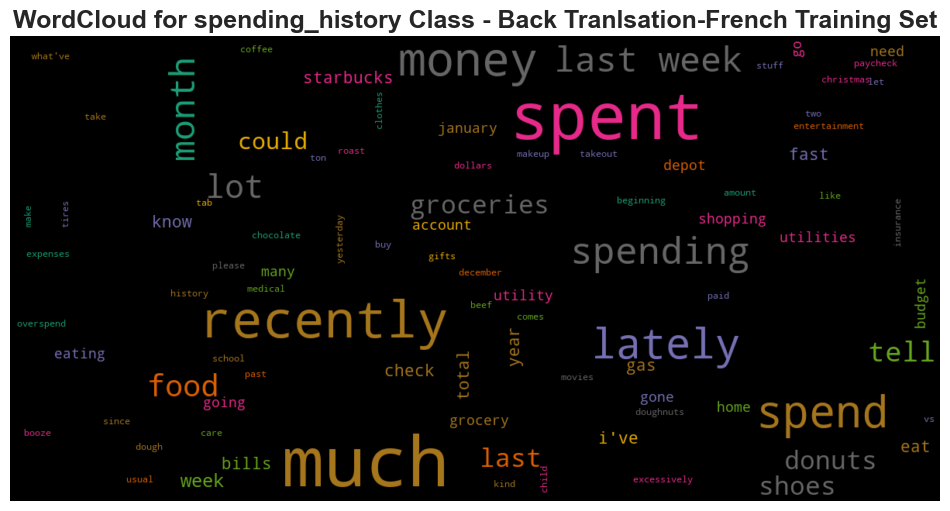 WordCloud for spending_history Class - Back Tranlsation-French Training Set
what've
coffee
money
last week
go
need
month
starbucks
stuff
paycheck
christmas
let
take
clothes
spent
two
could
january
entertainment
ton
roast
makeup
takeout
fast
dollars
depot
lot
tab
groceries
beginning
amount
like
make
tires
know
account
shopping
insurance
chocolate
yesterday
buy
utilities
expenses
gifts
spending
please
many
december
history
medical
utility
paid
budget
recently
beef
comes
overspend
year
lately
eating
school
total
gas
tell
past
check
movies
food
going
gone
home
spend
doughnuts
since
care
grocery
vs
booze
i've
dough
much
last
eat
bills
donuts
usual
week
kind
child
excessively
shoes